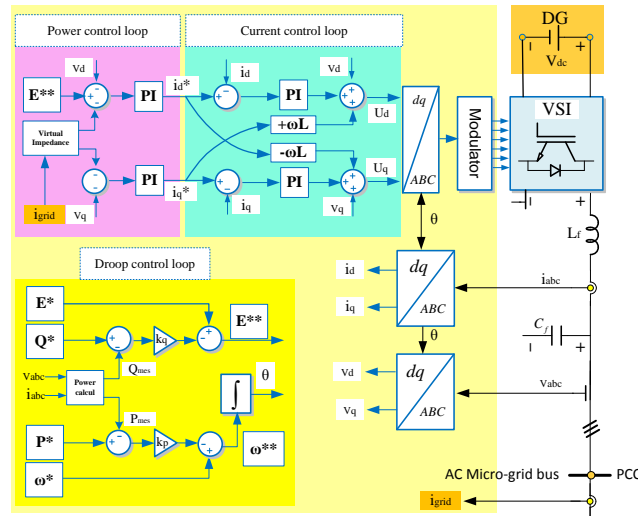 Power control loop
Current control loop
DG
Vdc
Vd
E**
PI
id*
id
PI
Vd
Ud
Virtual
Impedance
+ωL
-ωL
dq
ABC
Modulator
VSI
PI
iq*
iq
PI
Vq
Uq
igrid
Vq
θ
Lf
Droop control loop
id
iq
dq
ABC
iabc
E*
E**
Q*
kq
θ
Cf
Vabc
iabc
Power
calcul
Qmes
Pmes
θ
∫
Vd
Vq
dq
ABC
vabc
P*
kp
ω**
ω*
AC Micro-grid bus
PCC
igrid